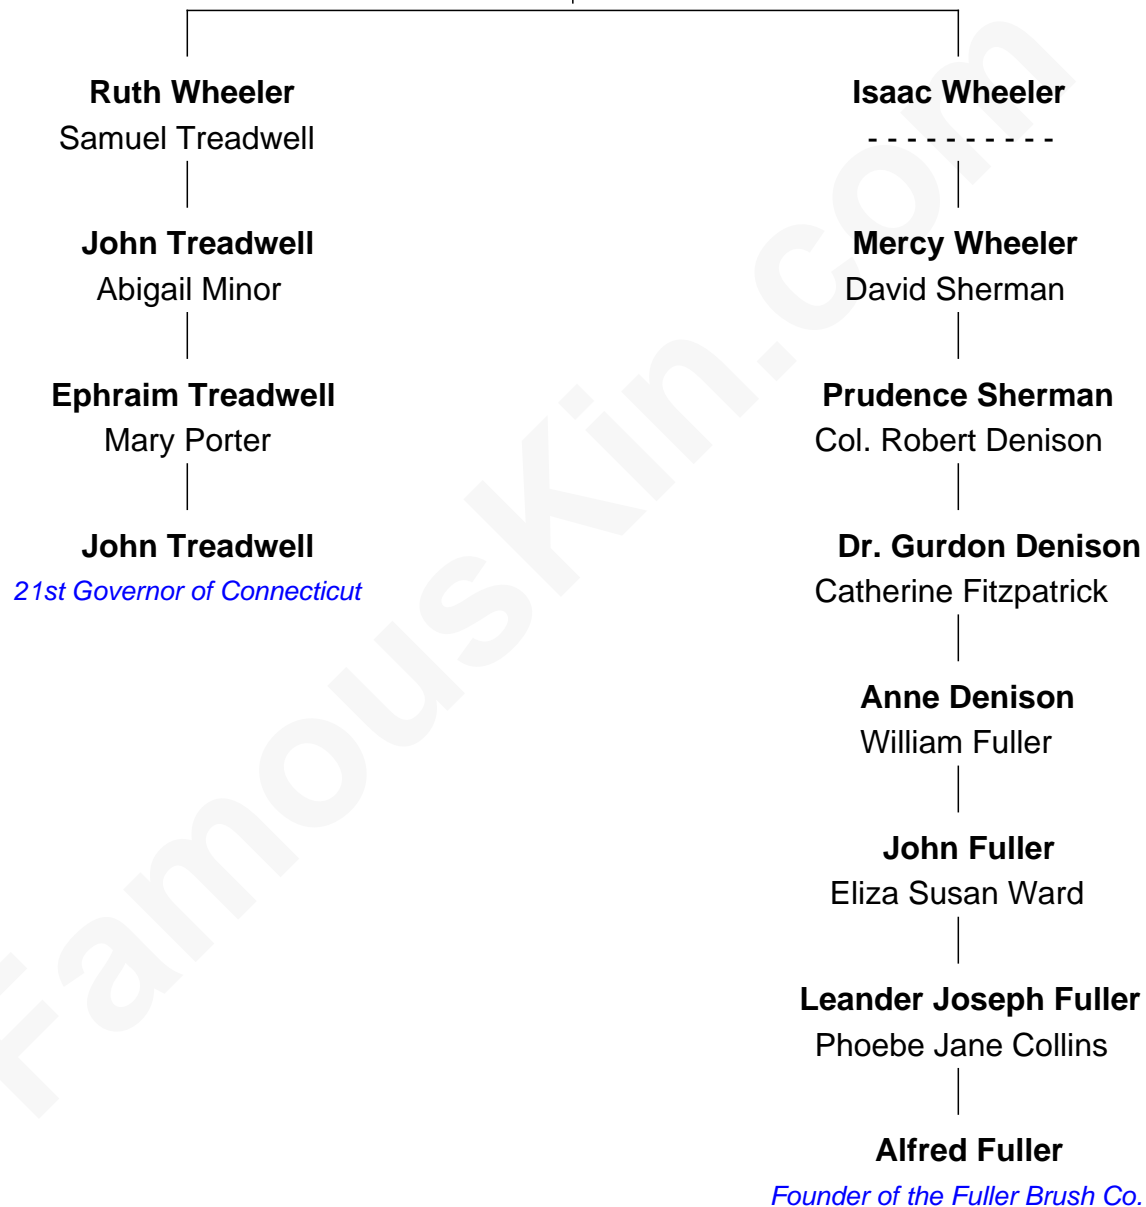 Ruth Wheeler
Samuel Treadwell
John Treadwell
Abigail Minor
Ephraim Treadwell
Mary Porter
John Treadwell
21st Governor of Connecticut
Isaac Wheeler
- - - - - - - - - -
Mercy Wheeler
David Sherman
Prudence Sherman
Col. Robert Denison
Dr. Gurdon Denison
Catherine Fitzpatrick
Anne Denison
William Fuller
John Fuller
Eliza Susan Ward
Leander Joseph Fuller
Phoebe Jane Collins
Alfred Fuller
Founder of the Fuller Brush Co.
FamousKin.com